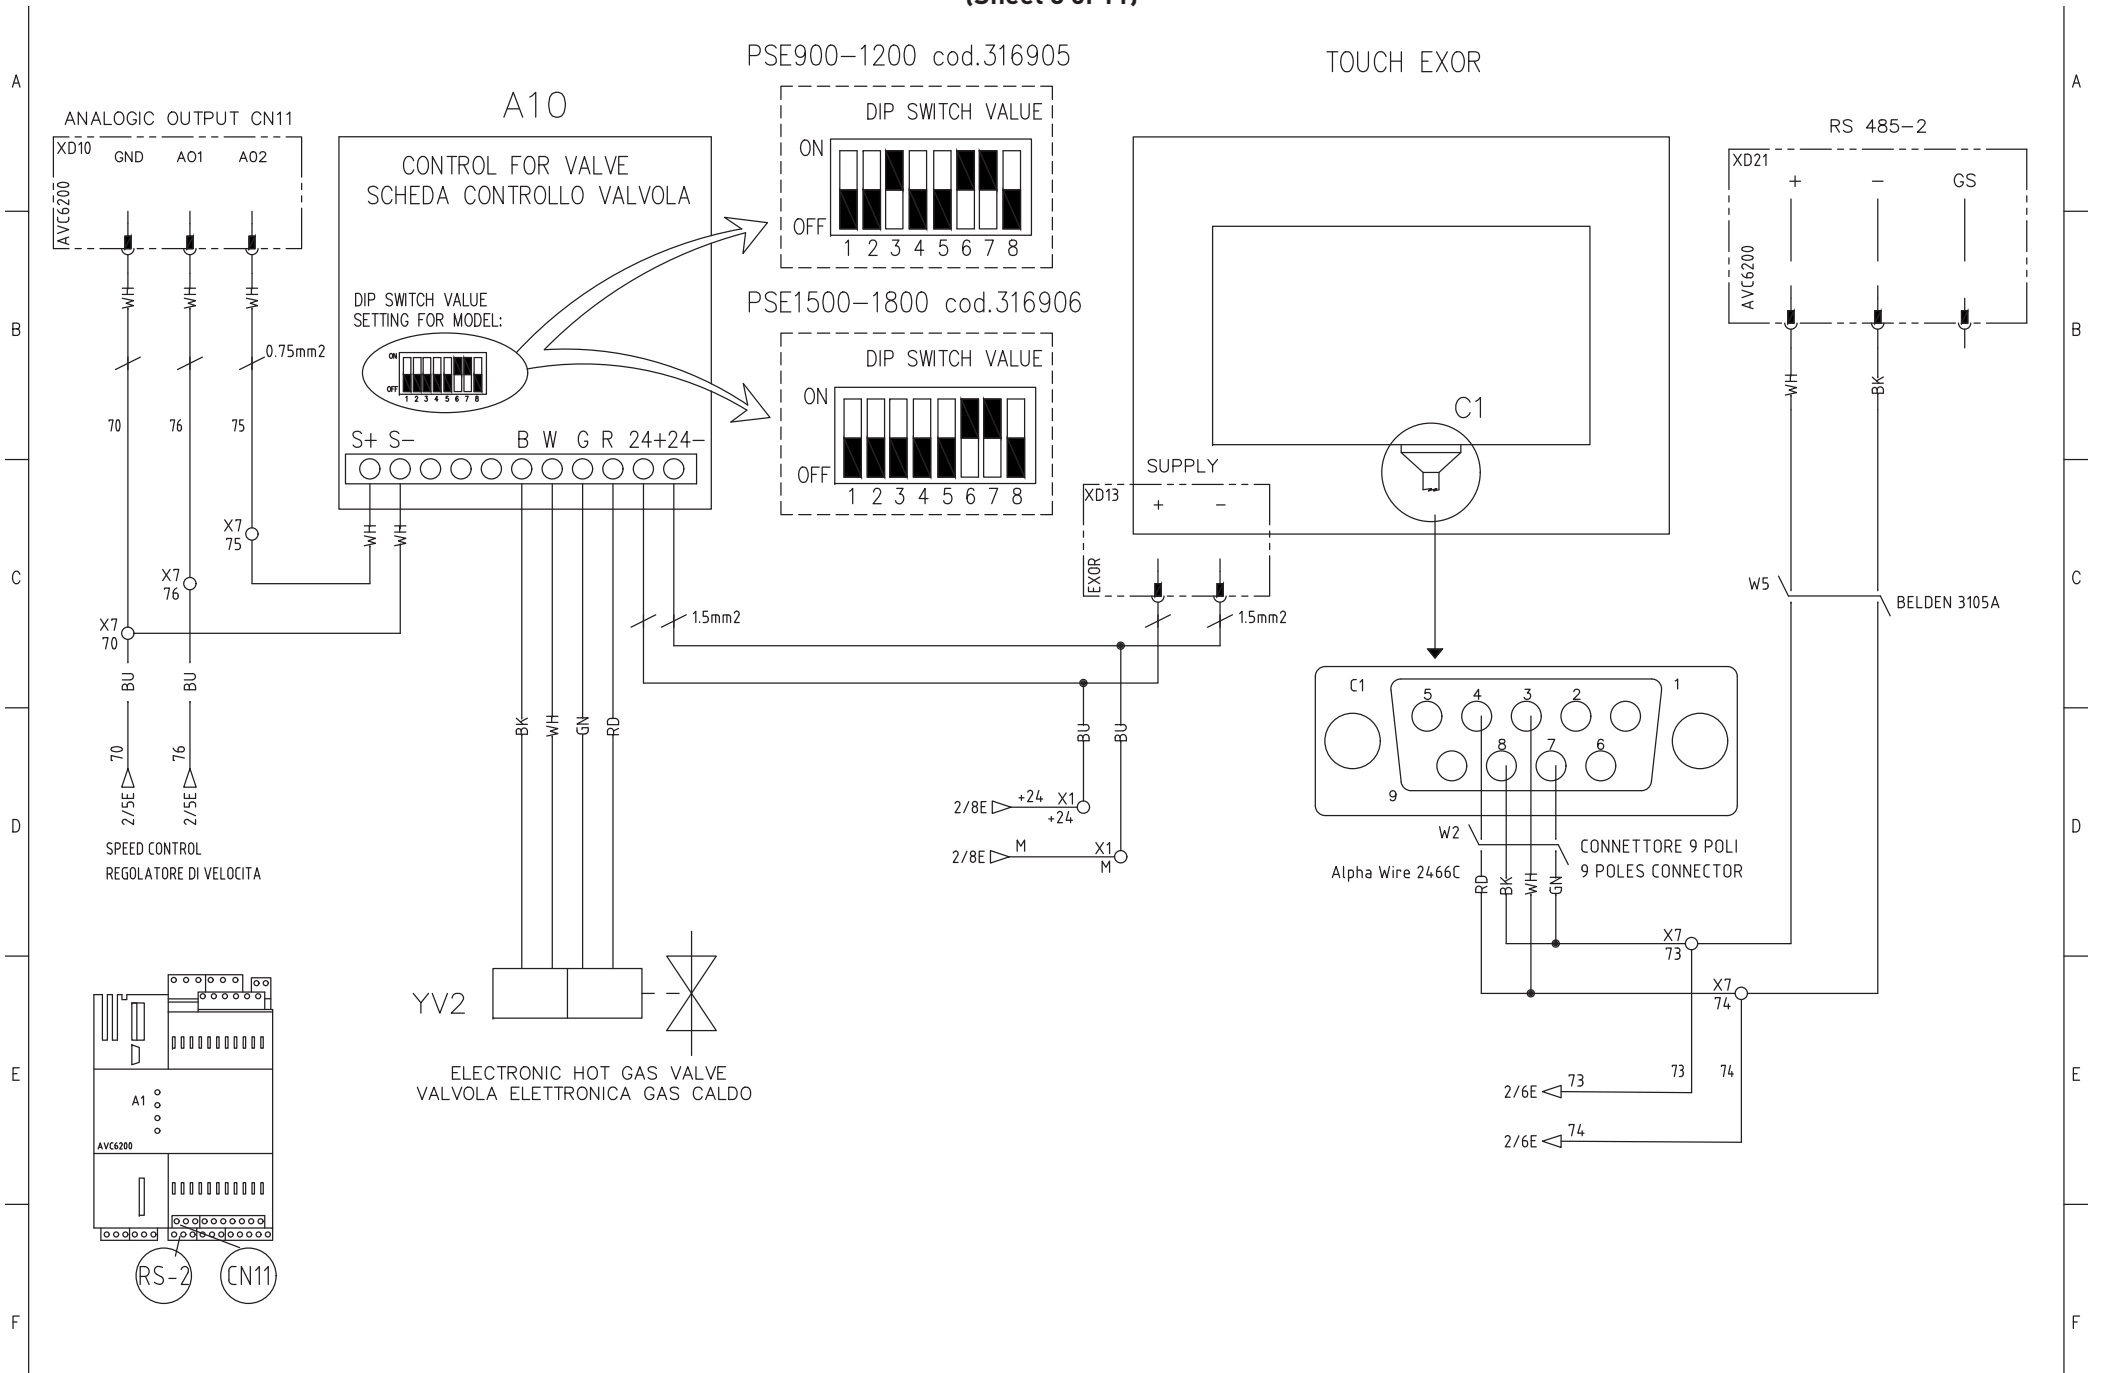 A
A
PSE900-1200 cod.316905
TOUCH EXOR
A10
ANALOGIC OUTPUT CN11
XD10
GND
AO1
AO2
AVC6200
CONTROL FOR VALVE
SCHEDA CONTROLLO VALVOLA
DIP SWITCH VALUE
ON
OFF
1 2 3 4 5 6 7 8
RS 485-2
XD21
+
-
GS
AVC6200
WH
WH
WH
DIP SWITCH VALUE
SETTING FOR MODEL:
ON
OFF
1 2 3 4 5 6 7 8
PSE1500-1800 cod.316906
DIP SWITCH VALUE
ON
OFF
1 2 3 4 5 6 7 8
B
B
0.75mm2
70
76
75
WH
BK
C1
S+ S- B W G R 24+24-
SUPPLY
XD13
+
-
EXOR
X7
75
WH
WH
X7
76
C
C
W5
BELDEN 3105A
X7
70
1.5mm2
1.5mm2
BU
BU
C1
1
5
4
3
2
8
7
6
9
BK
WH
GN
RD
BU
BU
70
76
2/5E
2/5E
2/8E
+24
X1
+24
2/8E
M
X1
M
D
D
SPEED CONTROL
REGOLATORE DI VELOCITA
W2
CONNETTORE 9 POLI
9 POLES CONNECTOR
Alpha Wire 2466C
RD
BK
WH
GN
X7
73
X7
74
YV2
ELECTRONIC HOT GAS VALVE
VALVOLA ELETTRONICA GAS CALDO
E
E
73
74
2/6E
73
2/6E
74
A1
AVC6200
RS-2
CN11
F
F